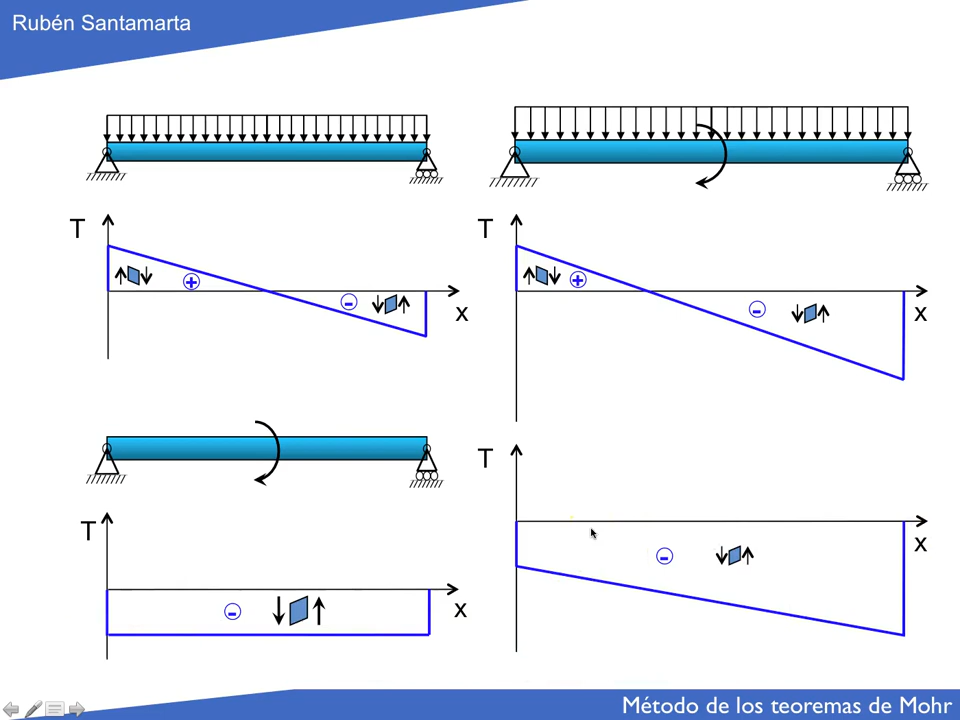 Rubén Santamarta
T
+
-
x
T
+
-
x
T
-
x
T
-
x
Método de los teoremas de Mohr